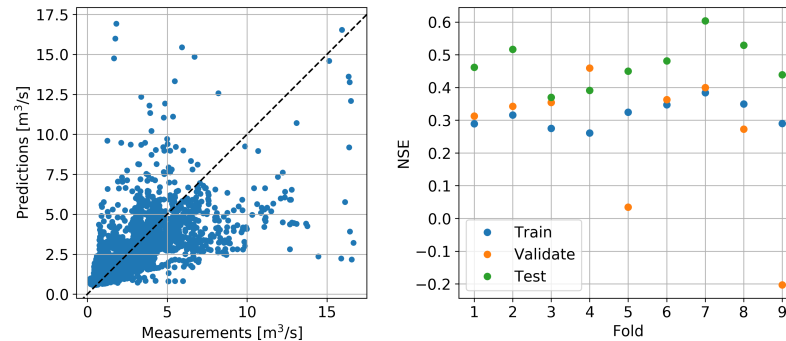 17.5
15.0
12.5
10.0
7.5
5.0
2.5
0.0
Predictions [m³/s]
0
5
10
15
Measurements [m³/s]
0.6
0.5
0.4
0.3
0.2
0.1
0.0
−0.1
−0.2
NSE
Train
Validate
Test
1 2 3 4 5 6 7 8 9
Fold